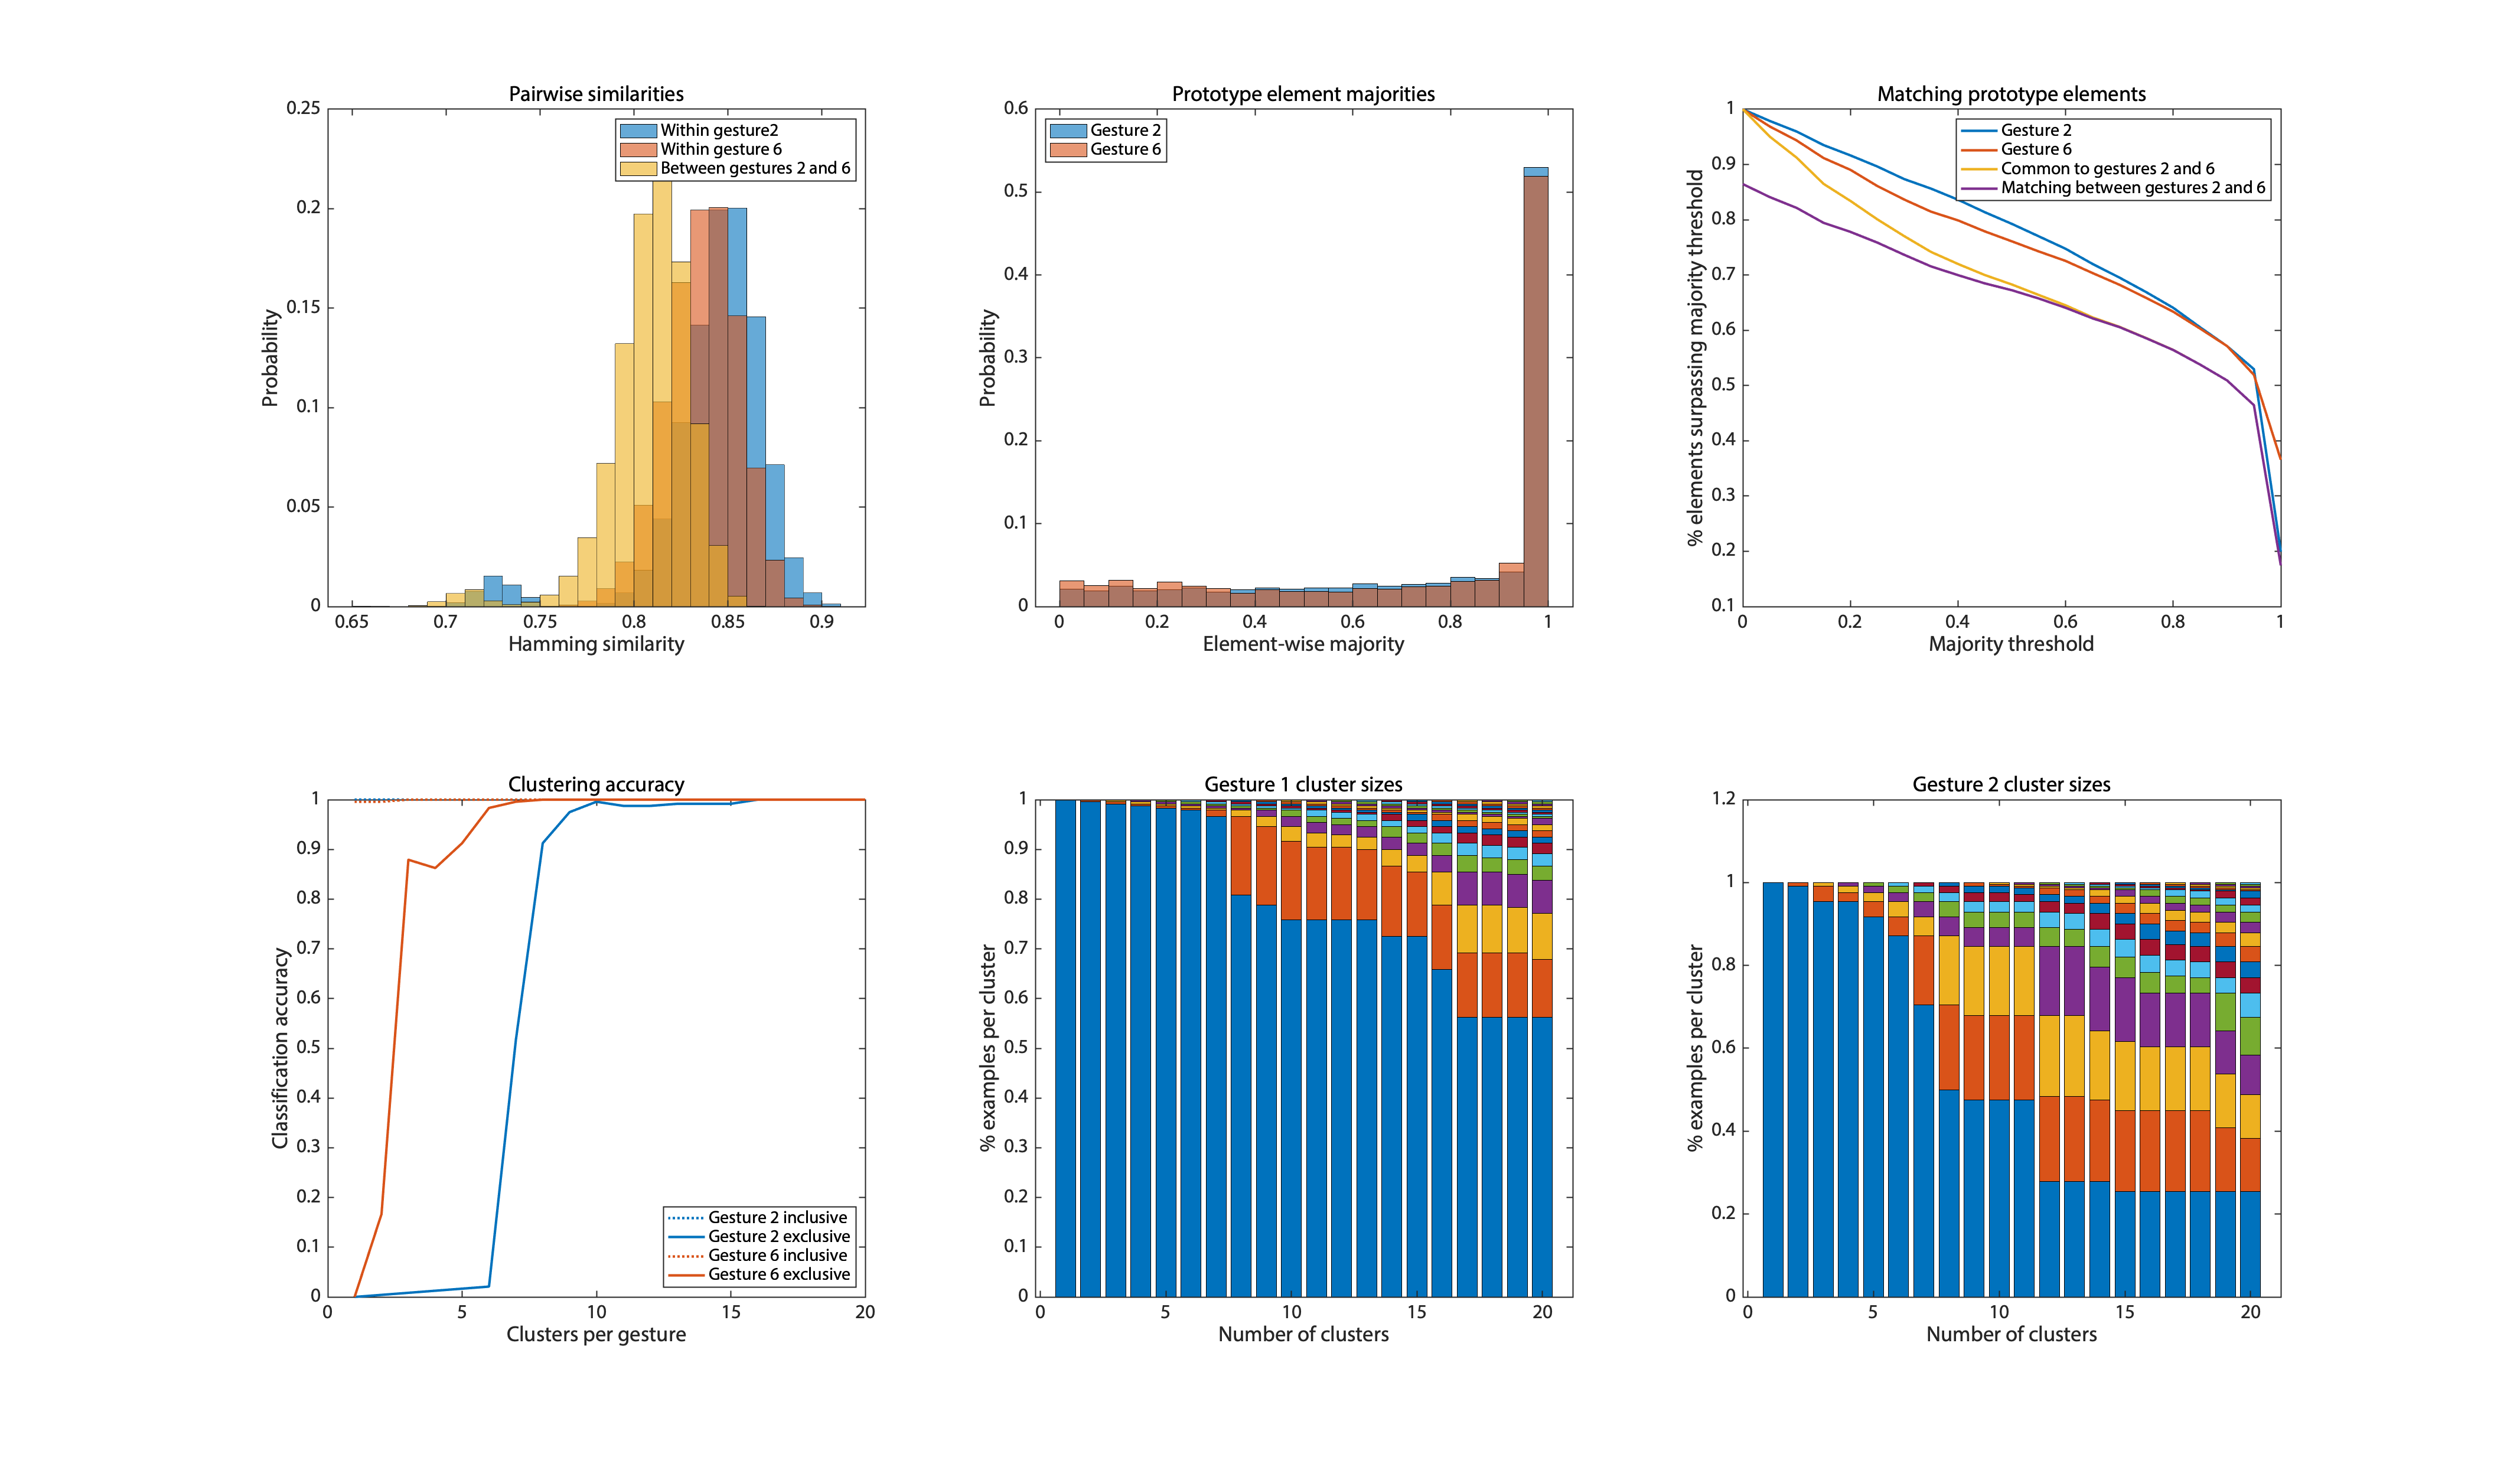 Pairwise similarities
0.25
0.2
0.15
0.1
0.05
0
Probability
Within gesture2
Within gesture 6
Between gestures 2 and 6
0.65 0.7 0.75 0.8 0.85 0.9
Hamming similarity
Prototype element majorities
0.6
0.5
0.4
0.3
0.2
0.1
0
Probability
Gesture 2
Gesture 6
0 0.2 0.4 0.6 0.8 1
Element-wise majority
Matching prototype elements
1
0.9
0.8
0.7
0.6
0.5
0.4
0.3
0.2
0.1
% elements surpassing majority threshold
Gesture 2
Gesture 6
Common to gestures 2 and 6
Matching between gestures 2 and 6
0 0.2 0.4 0.6 0.8 1
Majority threshold
Clustering accuracy
1
0.9
0.8
0.7
0.6
0.5
0.4
0.3
0.2
0.1
0
Classification accuracy
Gesture 2 inclusive
Gesture 2 exclusive
Gesture 6 inclusive
Gesture 6 exclusive
0 5 10 15 20
Clusters per gesture
Gesture 1 cluster sizes
1
0.9
0.8
0.7
0.6
0.5
0.4
0.3
0.2
0.1
0
% examples per cluster
0 5 10 15 20
Number of clusters
Gesture 2 cluster sizes
1.2
1
0.8
0.6
0.4
0.2
0
% examples per cluster
0 5 10 15 20
Number of clusters